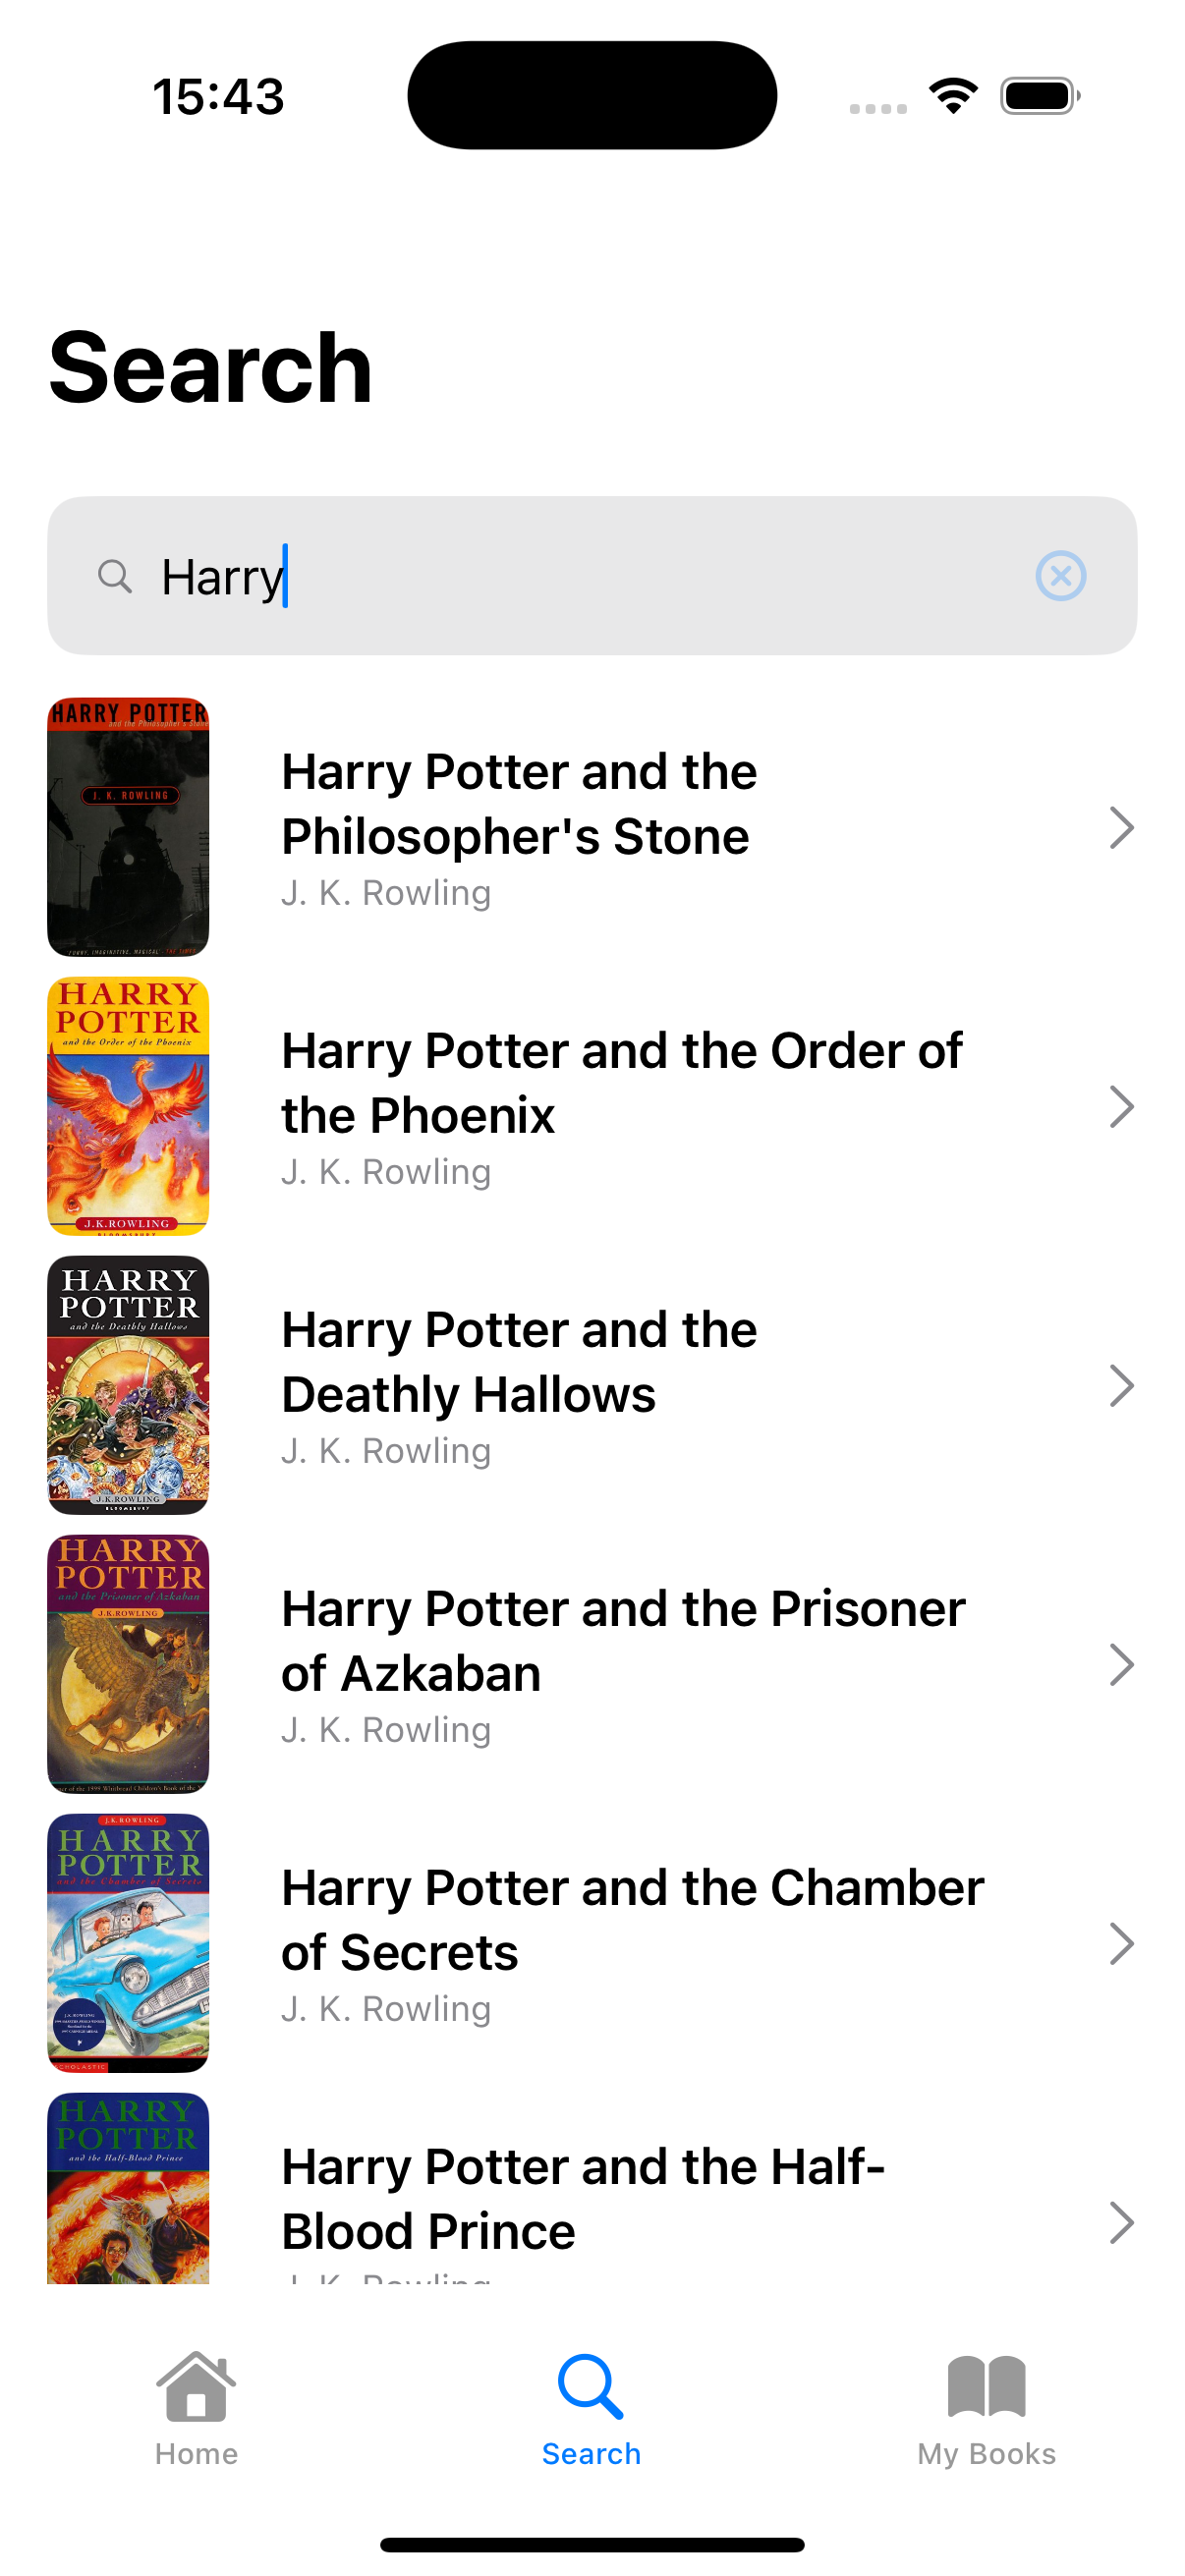 15:43
Search
Harry
HARRY POTTER
and the Philosopher's Stone
J. K. ROWLING
Harry Potter and the
Philosopher's Stone
J. K. Rowling
HARRY
POTTER
and the Order of the Phoenix
J.K.ROWLING
BLOOMSBURY
Harry Potter and the Order of
the Phoenix
J. K. Rowling
HARRY
POTTER
and the Deathly Hallows
J.K.ROWLING
BLOOMSBURY
Harry Potter and the
Deathly Hallows
J. K. Rowling
HARRY
POTTER
and the Prisoner of Azkaban
J.K.ROWLING
Harry Potter and the Prisoner
of Azkaban
J. K. Rowling
J.K.ROWLING
HARRY
POTTER
and the Chamber of Secrets
SCHOLASTIC
Harry Potter and the Chamber
of Secrets
J. K. Rowling
HARRY
POTTER
and the Half-Blood Prince
Harry Potter and the Half-
Blood Prince
J. K. Rowling
Home
Search
My Books